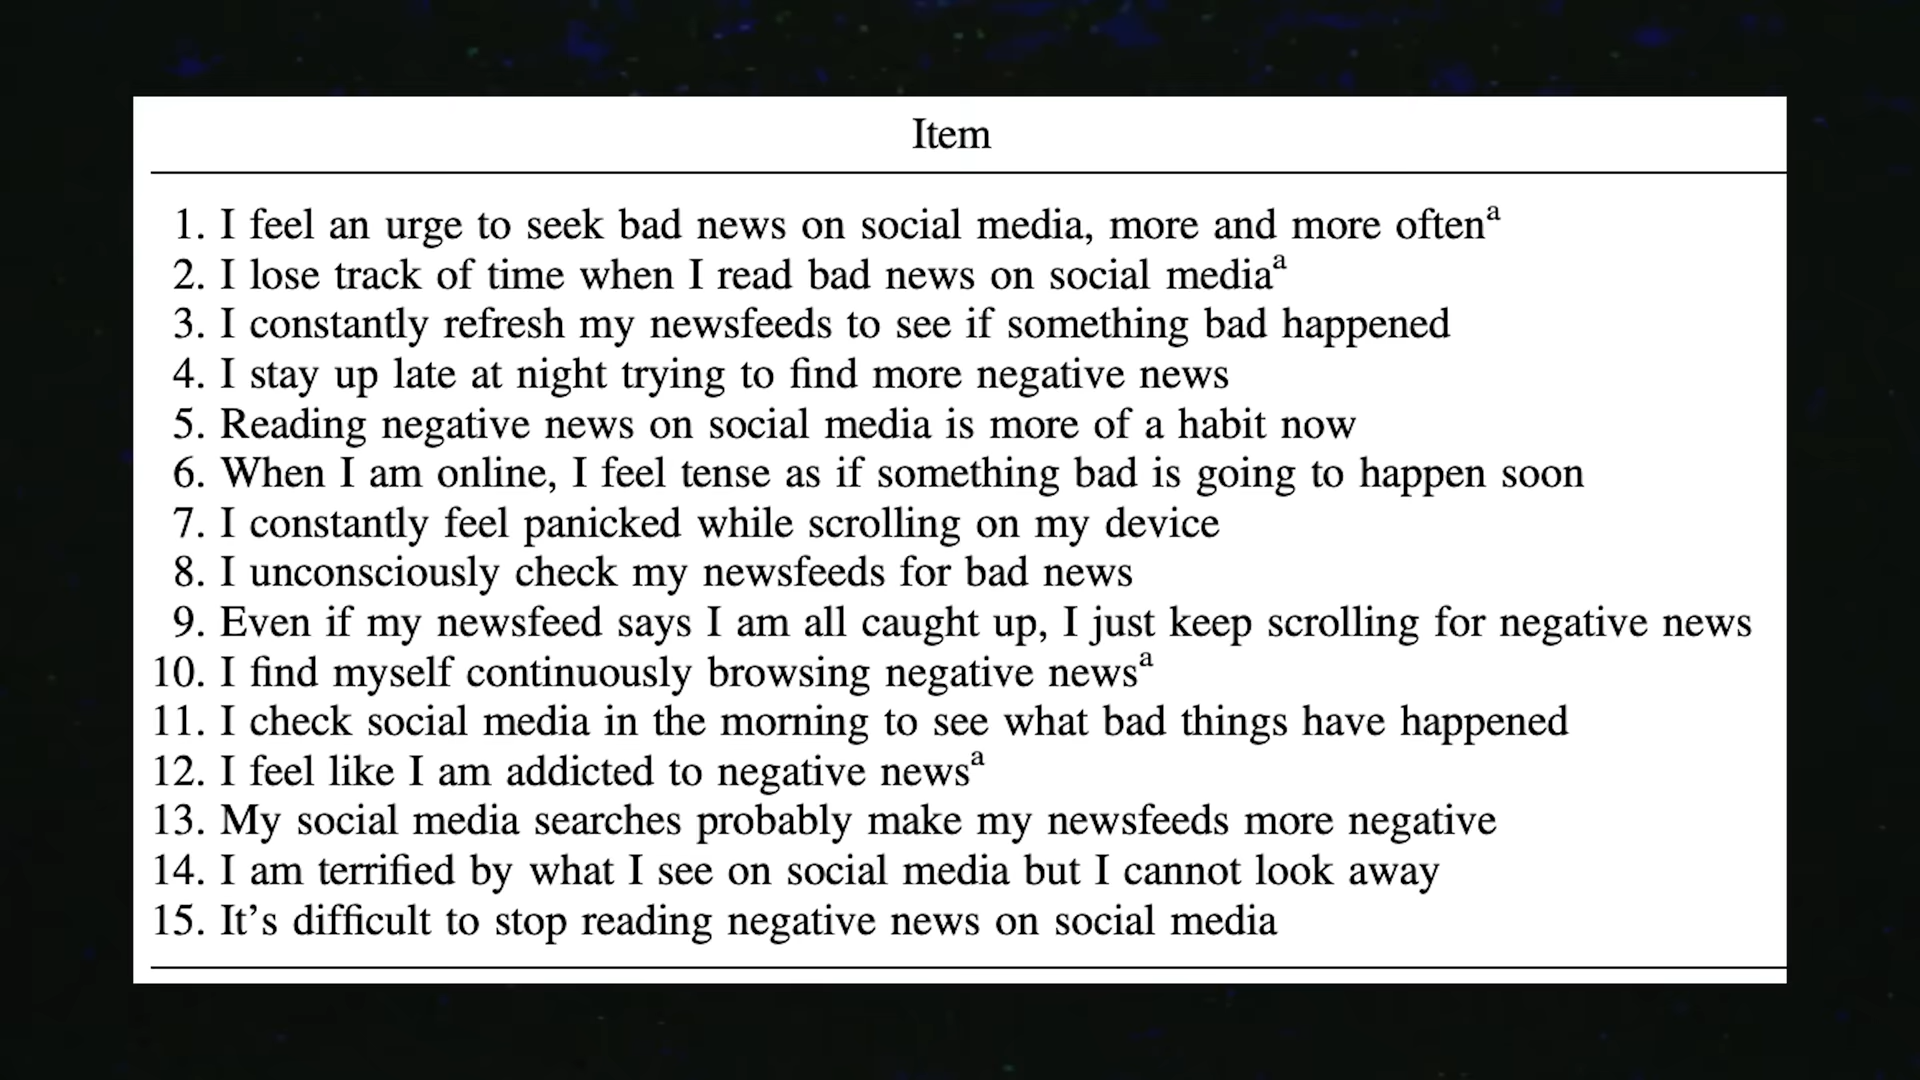 Item
1. I feel an urge to seek bad news on social media, more and more oftenᵃ
2. I lose track of time when I read bad news on social mediaᵃ
3. I constantly refresh my newsfeeds to see if something bad happened
4. I stay up late at night trying to find more negative news
5. Reading negative news on social media is more of a habit now
6. When I am online, I feel tense as if something bad is going to happen soon
7. I constantly feel panicked while scrolling on my device
8. I unconsciously check my newsfeeds for bad news
9. Even if my newsfeed says I am all caught up, I just keep scrolling for negative news
10. I find myself continuously browsing negative newsᵃ
11. I check social media in the morning to see what bad things have happened
12. I feel like I am addicted to negative newsᵃ
13. My social media searches probably make my newsfeeds more negative
14. I am terrified by what I see on social media but I cannot look away
15. It’s difficult to stop reading negative news on social media